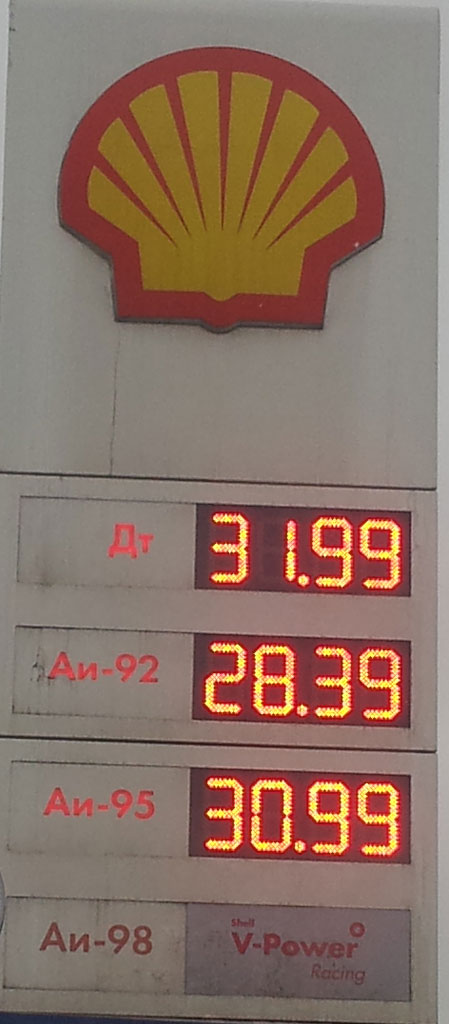 Дт 31.99
Аи-92 28.39
Аи-95 30.99
Аи-98 Shell V-Power
Racing